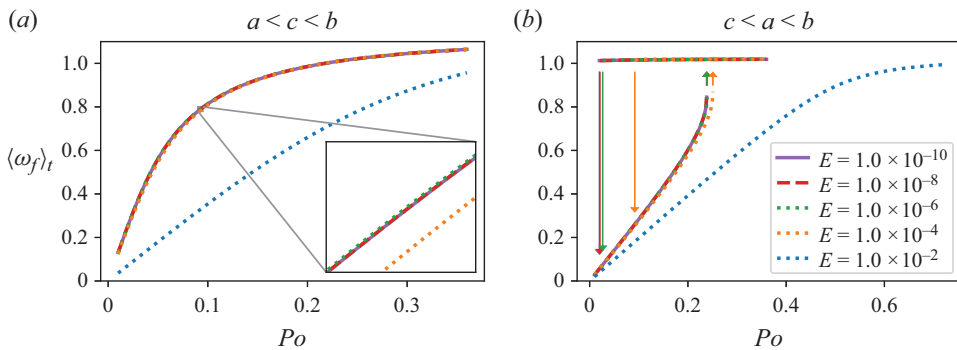 (a)
a < c < b
1.0
0.8
0.6
0.4
0.2
0
⟨ω_f⟩_t
0
0.1
0.2
0.3
Po
(b)
c < a < b
1.0
0.8
0.6
0.4
0.2
0
0
0.2
0.4
0.6
Po
E = 1.0 × 10⁻¹⁰
E = 1.0 × 10⁻⁸
E = 1.0 × 10⁻⁶
E = 1.0 × 10⁻⁴
E = 1.0 × 10⁻²